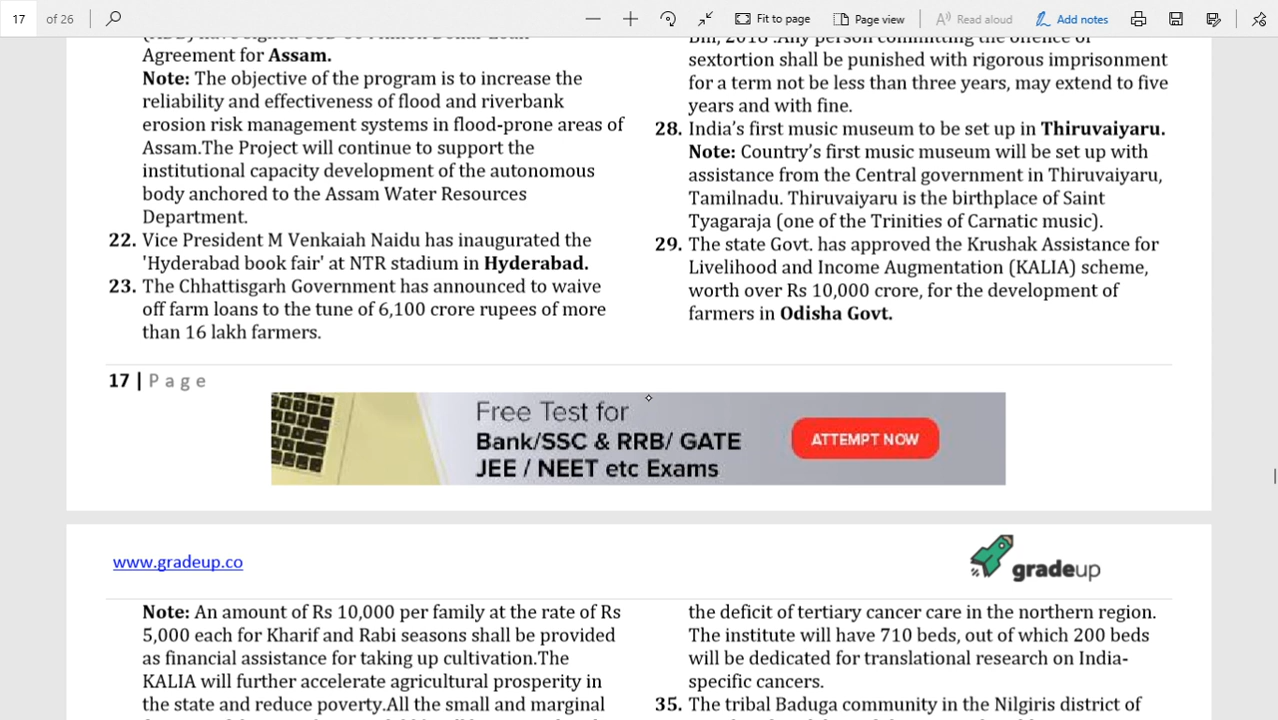 17 of 26 Fit to page Page view Read aloud Add notes
Agreement for Assam.
Note: The objective of the program is to increase the
reliability and effectiveness of flood and riverbank
erosion risk management systems in flood-prone areas of
Assam.The Project will continue to support the
institutional capacity development of the autonomous
body anchored to the Assam Water Resources
Department.
22. Vice President M Venkaiah Naidu has inaugurated the
'Hyderabad book fair' at NTR stadium in Hyderabad.
23. The Chhattisgarh Government has announced to waive
off farm loans to the tune of 6,100 crore rupees of more
than 16 lakh farmers.
Bill, 2018 .Any person committing the offence of
sextortion shall be punished with rigorous imprisonment
for a term not be less than three years, may extend to five
years and with fine.
28. India’s first music museum to be set up in Thiruvaiyaru.
Note: Country’s first music museum will be set up with
assistance from the Central government in Thiruvaiyaru,
Tamilnadu. Thiruvaiyaru is the birthplace of Saint
Tyagaraja (one of the Trinities of Carnatic music).
29. The state Govt. has approved the Krushak Assistance for
Livelihood and Income Augmentation (KALIA) scheme,
worth over Rs 10,000 crore, for the development of
farmers in Odisha Govt.
17 | Page
Free Test for
Bank/SSC & RRB/ GATE
JEE / NEET etc Exams
ATTEMPT NOW
www.gradeup.co
gradeup
Note: An amount of Rs 10,000 per family at the rate of Rs
5,000 each for Kharif and Rabi seasons shall be provided
as financial assistance for taking up cultivation.The
KALIA will further accelerate agricultural prosperity in
the state and reduce poverty.All the small and marginal
the deficit of tertiary cancer care in the northern region.
The institute will have 710 beds, out of which 200 beds
will be dedicated for translational research on India-
specific cancers.
35. The tribal Baduga community in the Nilgiris district of